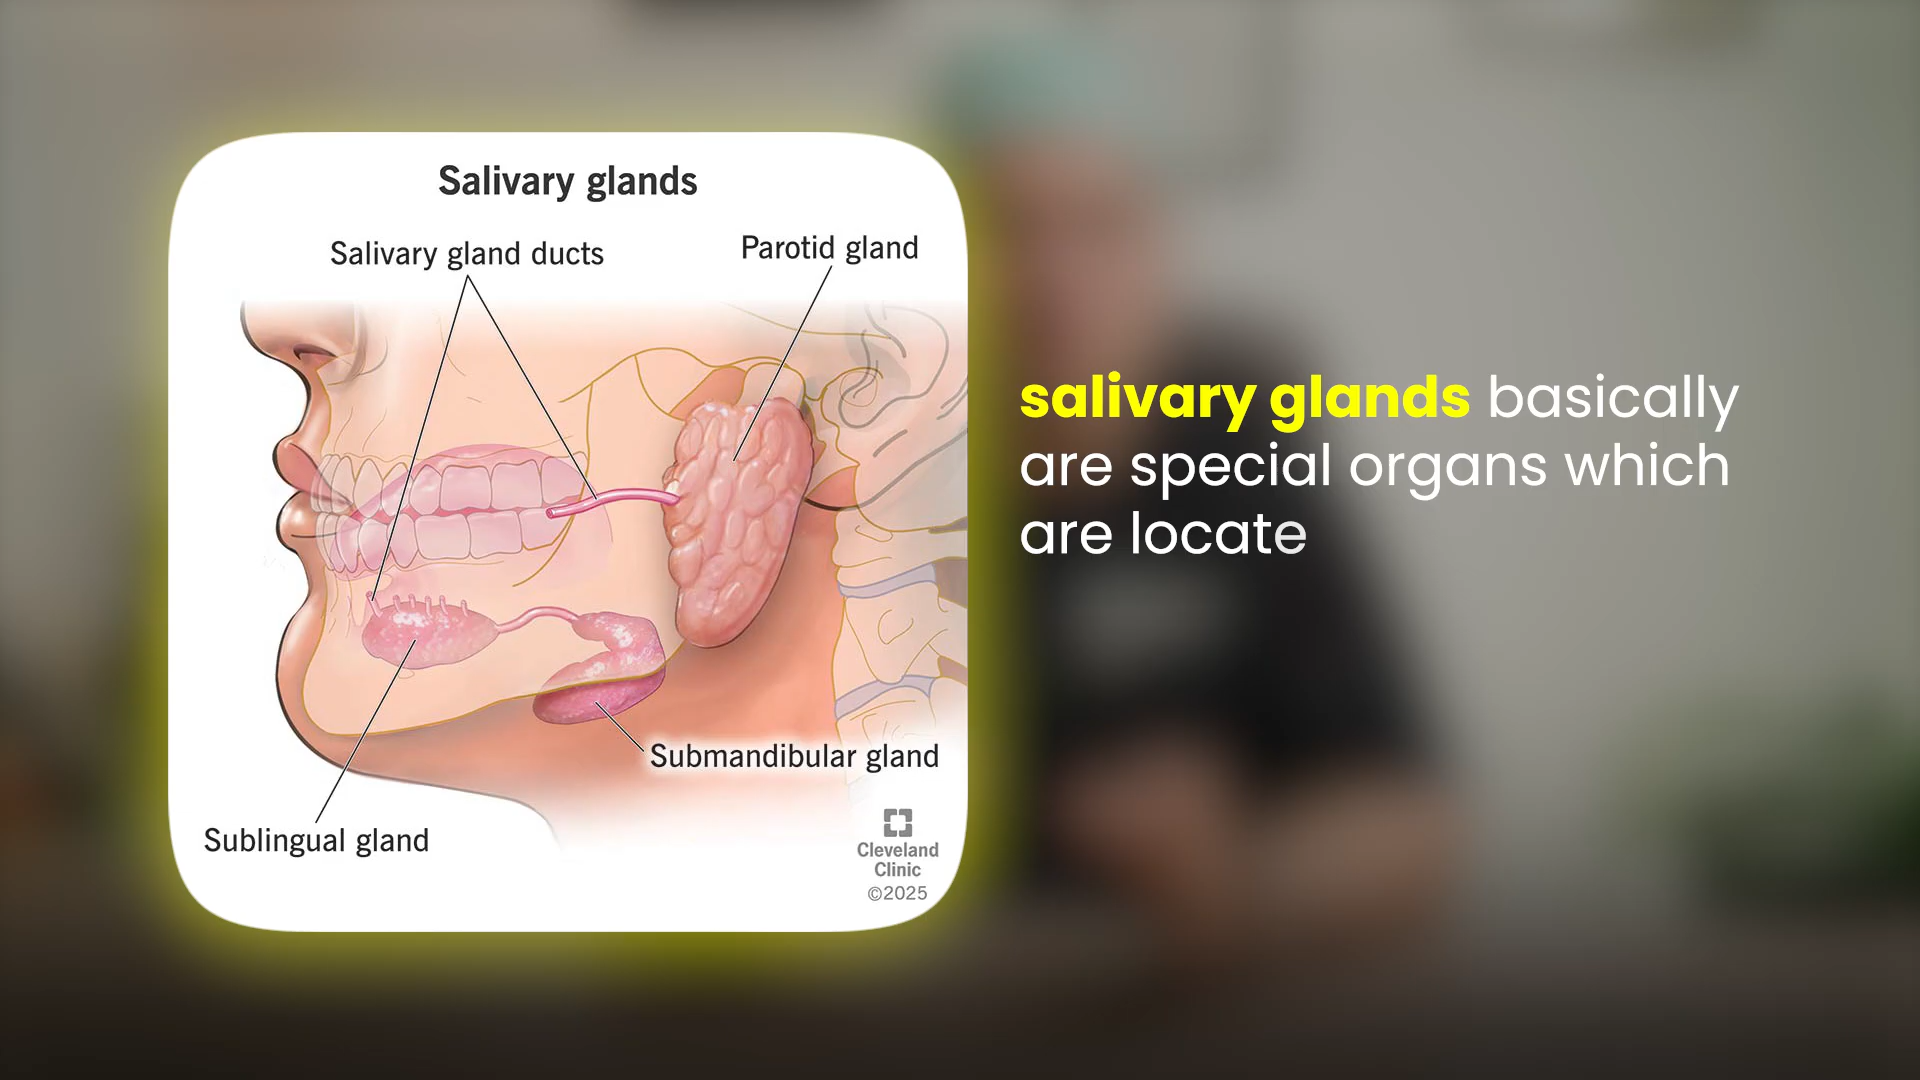 Salivary glands
Salivary gland ducts
Parotid gland
Submandibular gland
Sublingual gland
Cleveland
Clinic
©2025
salivary glands basically
are special organs which
are locate